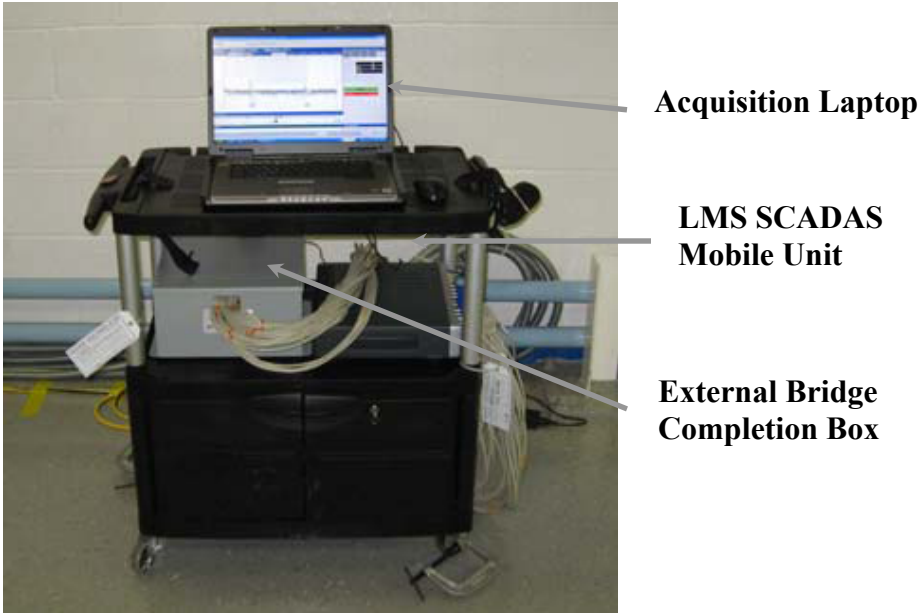 Acquisition Laptop
LMS SCADAS
Mobile Unit
External Bridge
Completion Box